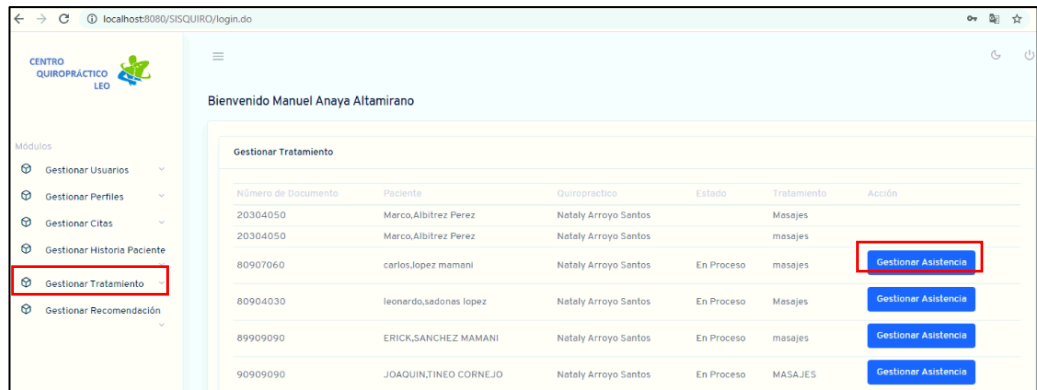 localhost:8080/SISQUIRO/login.do
CENTRO
QUIROPRÁCTICO
LEO
Bienvenido Manuel Anaya Altamirano
Módulos
Gestionar Usuarios
Gestionar Perfiles
Gestionar Citas
Gestionar Historia Paciente
Gestionar Tratamiento
Gestionar Recomendación
Gestionar Tratamiento
Número de Documento Paciente Quiropractico Estado Tratamiento Acción
20304050 Marco,Albitrez Perez Nataly Arroyo Santos Masajes
20304050 Marco,Albitrez Perez Nataly Arroyo Santos masajes
80907060 carlos,lopez mamani Nataly Arroyo Santos En Proceso masajes Gestionar Asistencia
80904030 leonardo,sadonas lopez Nataly Arroyo Santos En Proceso Masajes Gestionar Asistencia
89909090 ERICK,SANCHEZ MAMANI Nataly Arroyo Santos En Proceso masajes Gestionar Asistencia
90909090 JOAQUIN,TINEO CORNEJO Nataly Arroyo Santos En Proceso MASAJES Gestionar Asistencia